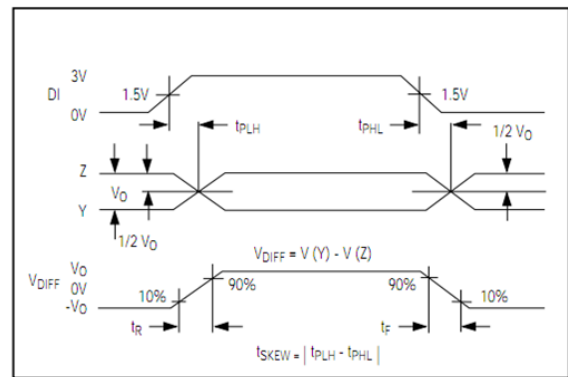 3V
DI
1.5V
1.5V
0V
tPLH
tPHL
1/2 VO
Z
VO
Y
1/2 VO
VDIFF = V (Y) - V (Z)
VO
VDIFF
0V
-VO
10%
90%
90%
10%
tR
tF
tSKEW = | tPLH - tPHL |